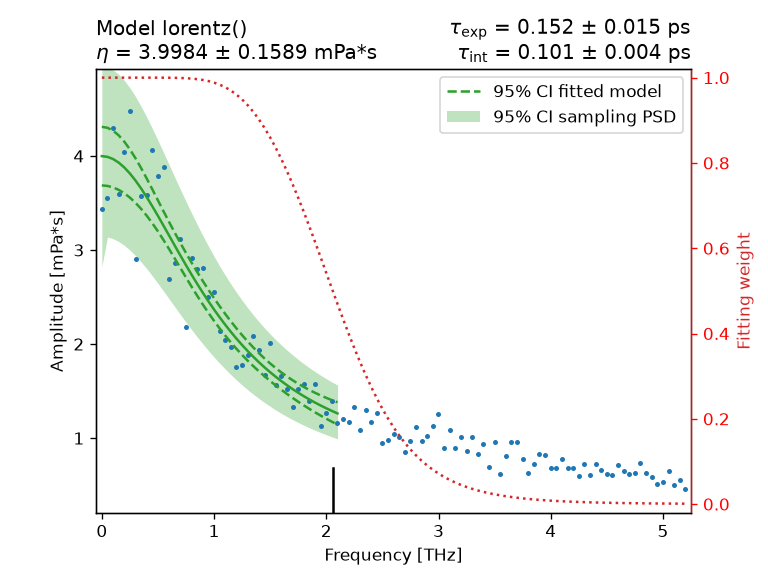 Model lorentz()
η = 3.9984 ± 0.1589 mPa*s
τexp = 0.152 ± 0.015 ps
τint = 0.101 ± 0.004 ps
95% CI fitted model
95% CI sampling PSD
Amplitude [mPa*s]
4
3
2
1
1.0
0.8
0.6
0.4
0.2
0.0
Fitting weight
0 1 2 3 4 5
Frequency [THz]